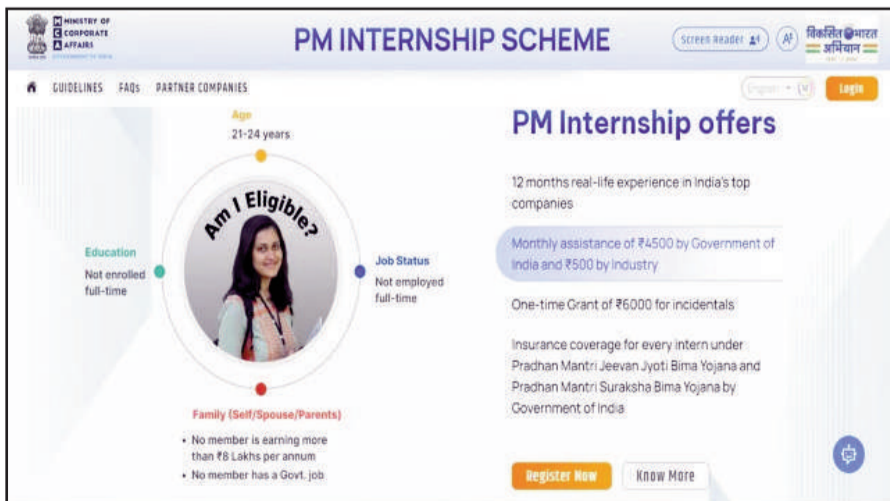 MINISTRY OF
CORPORATE
AFFAIRS
GOVERNMENT OF INDIA
PM INTERNSHIP SCHEME
Screen Reader
विकसित भारत
अभियान
GUIDELINES FAQs PARTNER COMPANIES
English
Login
Age
21-24 years
Am I Eligible?
Education
Not enrolled
full-time
Job Status
Not employed
full-time
Family (Self/Spouse/Parents)
• No member is earning more
than ₹8 Lakhs per annum
• No member has a Govt. job
PM Internship offers
12 months real-life experience in India's top
companies
Monthly assistance of ₹4500 by Government of
India and ₹500 by Industry
One-time Grant of ₹6000 for incidentals
Insurance coverage for every intern under
Pradhan Mantri Jeevan Jyoti Bima Yojana and
Pradhan Mantri Suraksha Bima Yojana by
Government of India
Register Now
Know More